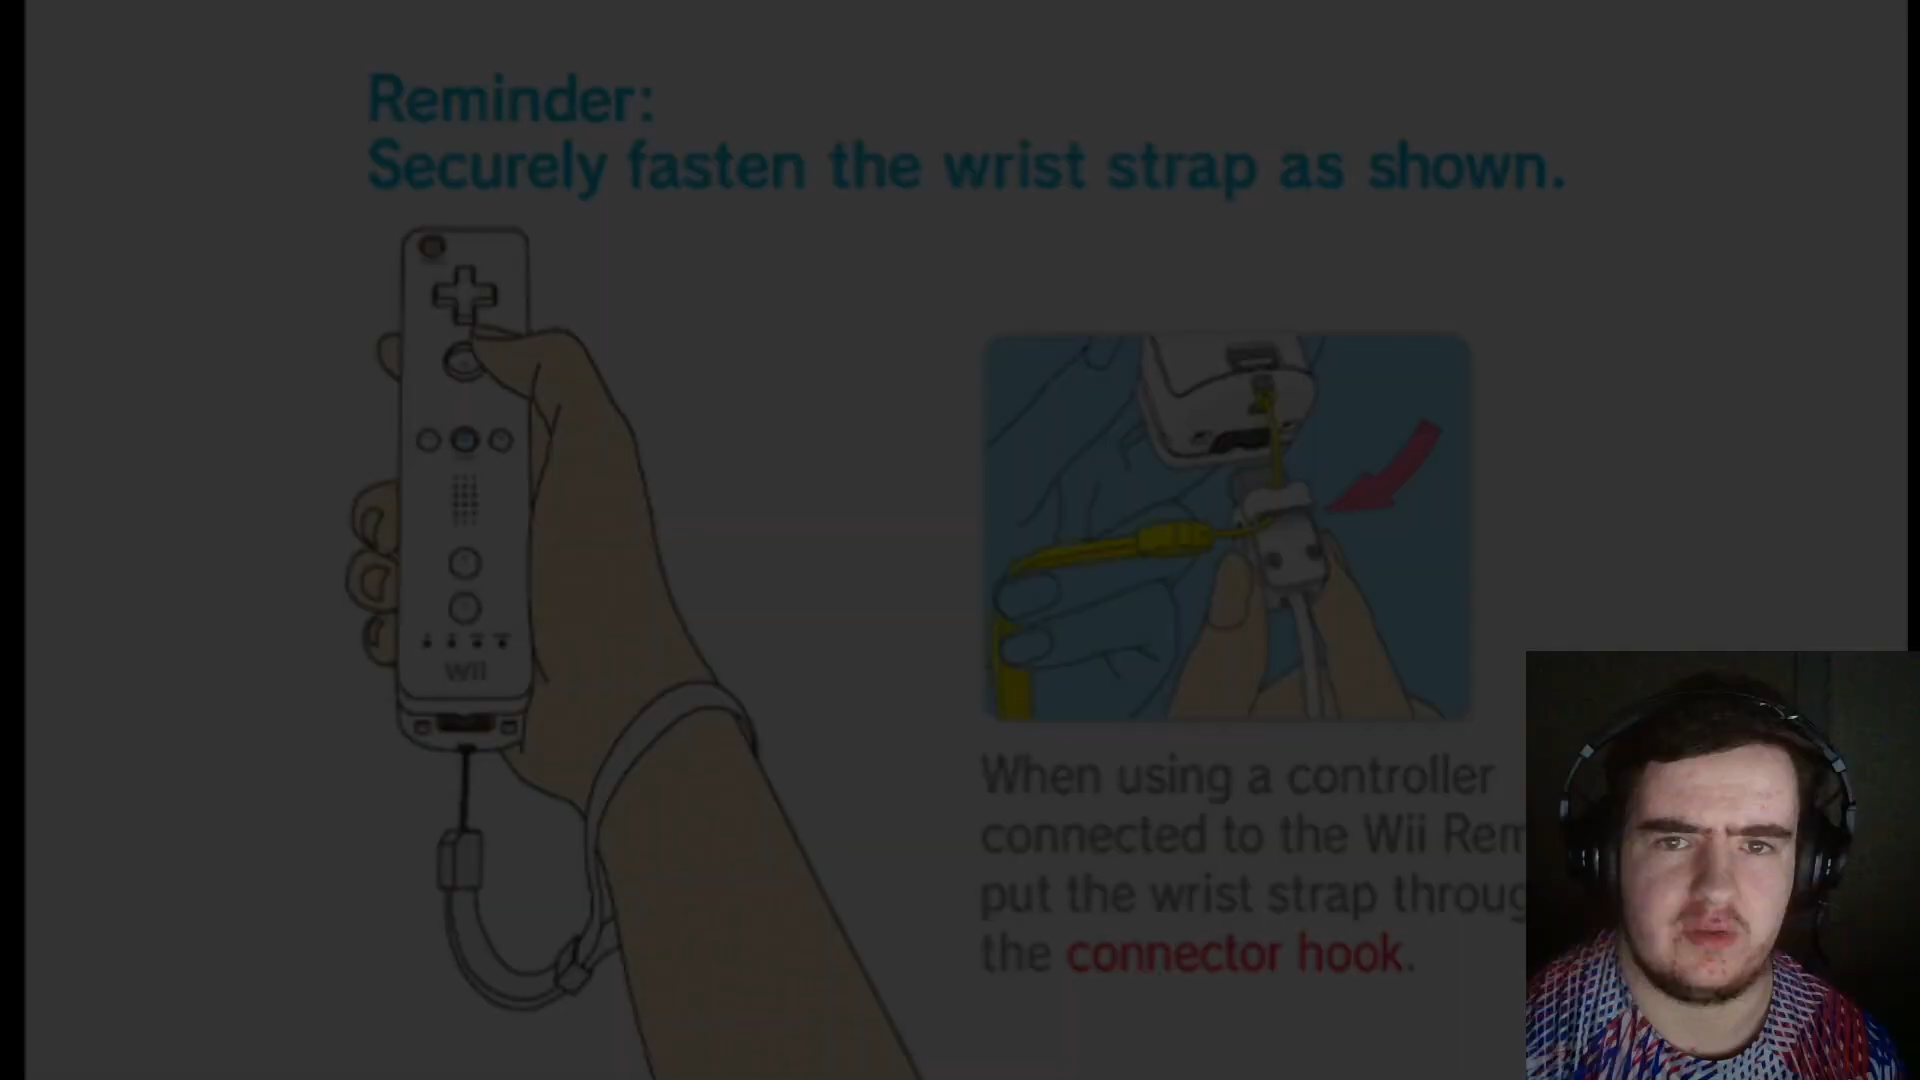 Reminder:
Securely fasten the wrist strap as shown.
Wii
When using a controller
connected to the Wii Rem
put the wrist strap throug
the connector hook.